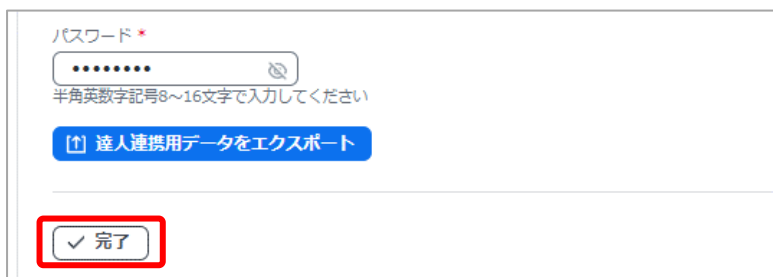 パスワード *
••••••••
半角英数字記号8～16文字で入力してください
達人連携用データをエクスポート
完了